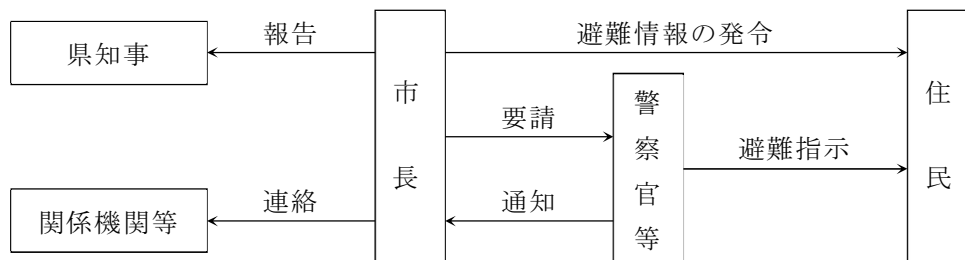 県知事
報告
市長
避難情報の発令
住民
要請
警察官等
避難指示
関係機関等
連絡
通知